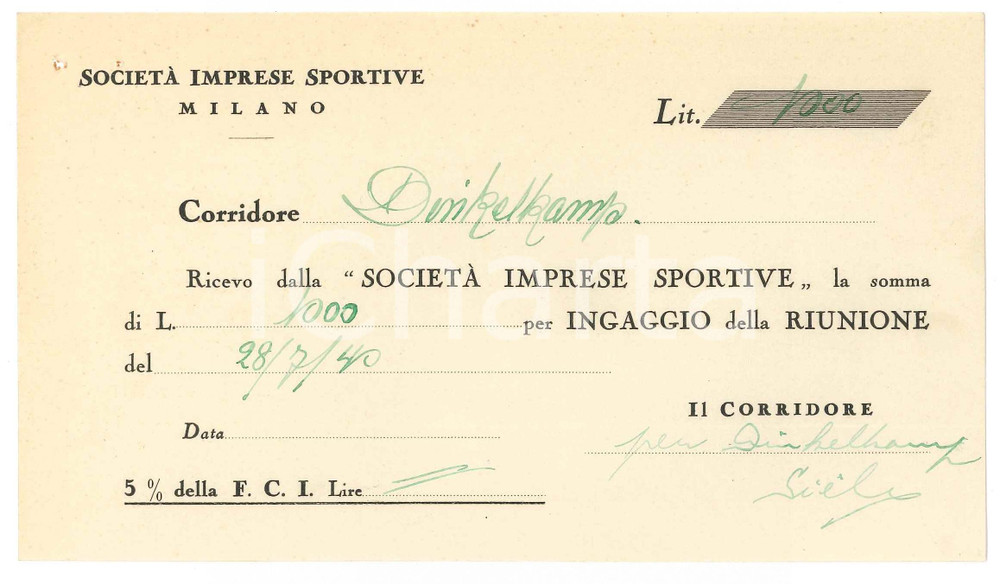 SOCIETÀ IMPRESE SPORTIVE
MILANO
Lit. 1000
Corridore Dinkelkamp.
Ricevo dalla “SOCIETÀ IMPRESE SPORTIVE„ la somma
di L. 1000 per INGAGGIO della RIUNIONE
del 28/7/40
Il CORRIDORE
Data per Dinkelkamp
5 % della F. C. I. Lire
iCharta